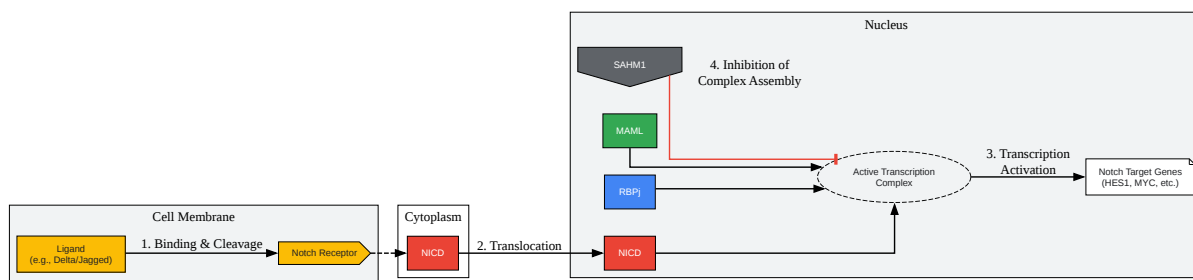 Nucleus
SAHM1
4. Inhibition of
Complex Assembly
MAML
3. Transcription
Activation
Active Transcription
Complex
Notch Target Genes
(HES1, MYC, etc.)
RBPj
Cell Membrane
Cytoplasm
Ligand
(e.g., Delta/Jagged)
1. Binding & Cleavage
Notch Receptor
NICD
2. Translocation
NICD